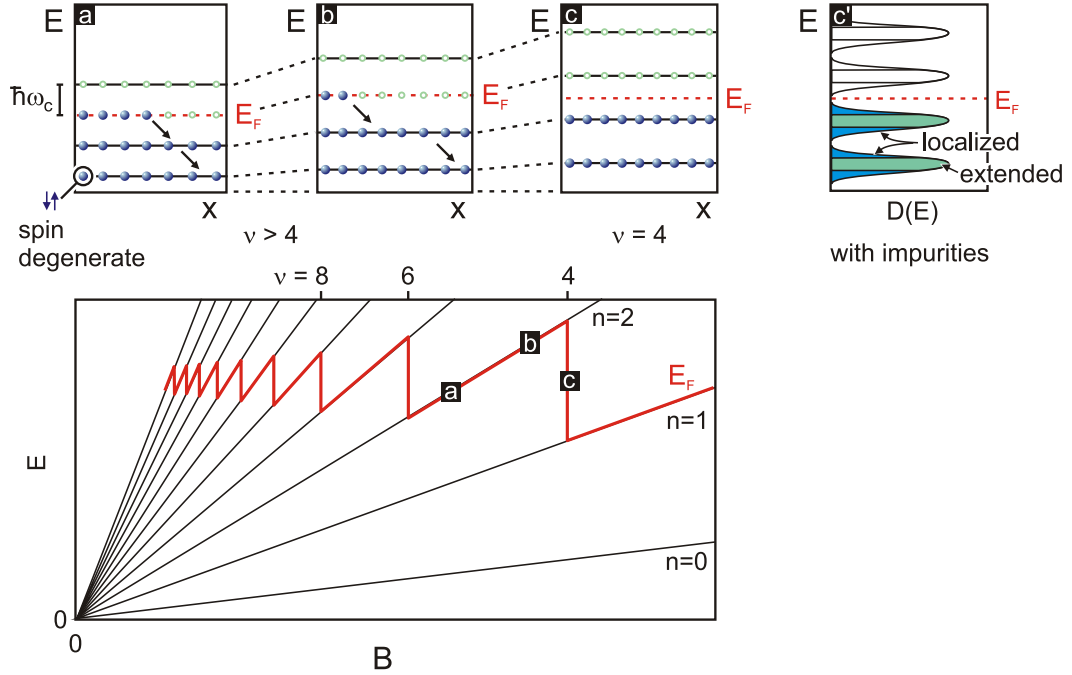 E
a
E
b
E
c
E
c'
ħω_c
E_F
E_F
E_F
E_F
localized
extended
x
x
x
D(E)
spin
degenerate
ν > 4
ν = 4
with impurities
ν = 8
6
4
n=2
b
a
c
E_F
n=1
n=0
E
0
0
B